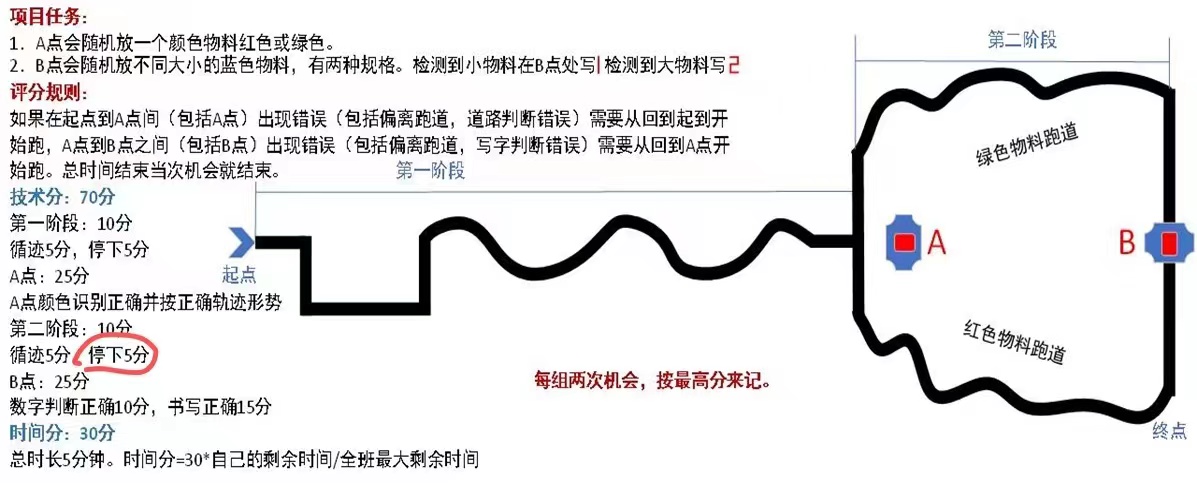 项目任务：
1．A点会随机放一个颜色物料红色或绿色。
2．B点会随机放不同大小的蓝色物料，有两种规格。检测到小物料在B点处写1 检测到大物料写2
评分规则：
如果在起点到A点间（包括A点）出现错误（包括偏离跑道，道路判断错误）需要从回到起到开
始跑，A点到B点之间（包括B点）出现错误（包括偏离跑道，写字判断错误）需要从回到A点开
始跑。总时间结束当次机会就结束。
第一阶段
第二阶段
技术分：70分
第一阶段：10分
循迹5分，停下5分
A点：25分
A点颜色识别正确并按正确轨迹形势
第二阶段：10分
循迹5分，停下5分
B点：25分
数字判断正确10分，书写正确15分
时间分：30分
总时长5分钟。时间分=30*自己的剩余时间/全班最大剩余时间
起点
绿色物料跑道
A
B
红色物料跑道
每组两次机会，按最高分来记。
终点